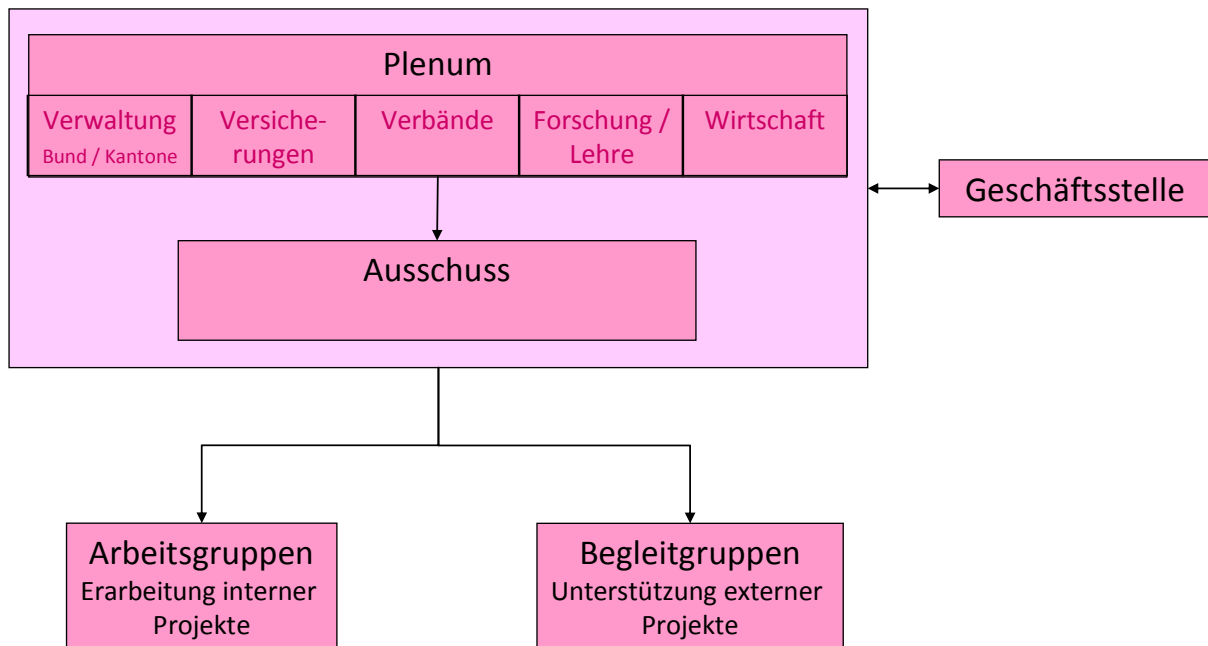 Plenum
Verwaltung
Bund / Kantone
Versiche-
rungen
Verbände
Forschung /
Lehre
Wirtschaft
Geschäftsstelle
Ausschuss
Arbeitsgruppen
Erarbeitung interner
Projekte
Begleitgruppen
Unterstützung externer
Projekte